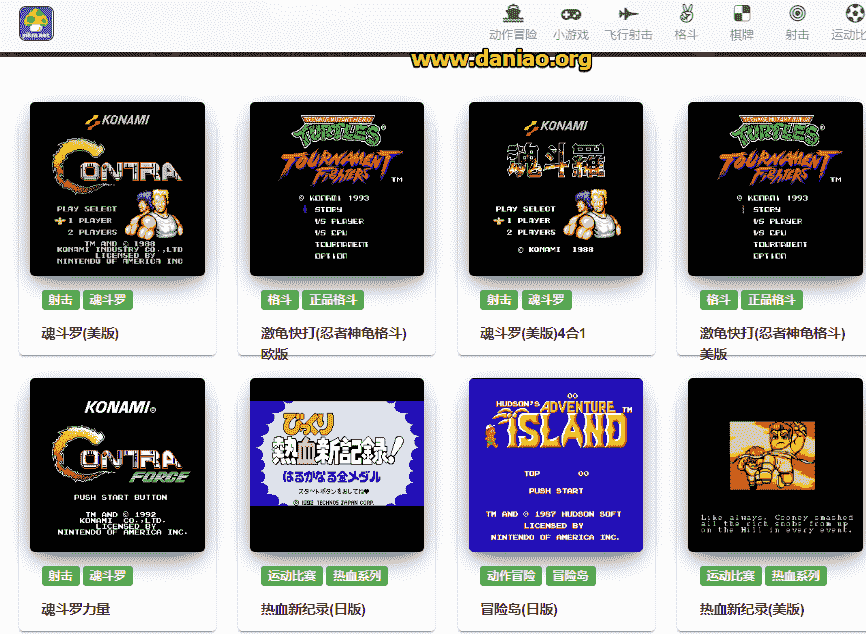 动作冒险 小游戏 飞行射击 格斗 棋牌 射击 运动比
www.daniao.org
KONAMI
CONTRA
PLAY SELECT
1 PLAYER
2 PLAYERS
TM AND © 1988
KONAMI INDUSTRY CO.,LTD
LICENSED BY
NINTENDO OF AMERICA INC
射击 魂斗罗
魂斗罗(美版)
TEENAGE MUTANT HERO
TURTLES
TOURNAMENT
FIGHTERS TM
© KONAMI 1993
STORY
VS PLAYER
VS CPU
TOURNAMENT
OPTION
格斗 正品格斗
激龟快打(忍者神龟格斗)
欧版
KONAMI
魂斗羅
PLAY SELECT
1 PLAYER
2 PLAYERS
© KONAMI 1988
射击 魂斗罗
魂斗罗(美版)4合1
TEENAGE MUTANT NINJA
TURTLES
TOURNAMENT
FIGHTERS TM
© KONAMI 1993
STORY
VS PLAYER
VS CPU
TOURNAMENT
OPTION
格斗 正品格斗
激龟快打(忍者神龟格斗)
美版
KONAMI
CONTRA
FORCE
PUSH START BUTTON
TM AND © 1992
KONAMI CO.,LTD.
LICENSED BY
NINTENDO OF AMERICA INC.
射击 魂斗罗
魂斗罗力量
びっくり
熱血新記録!
はるかなる金メダル
スタートボタンをおしてね♥
© 1992 TECHNOS JAPAN CORP.
运动比赛 热血系列
热血新纪录(日版)
HUDSON'S ADVENTURE TM
ISLAND
TOP 00
PUSH START
TM AND © 1987 HUDSON SOFT
LICENSED BY
NINTENDO OF AMERICA INC.
动作冒险 冒险岛
冒险岛(日版)
Like always, Crosney smashed
all the rich snobs from up
on the Hill in every event.
运动比赛 热血系列
热血新纪录(美版)